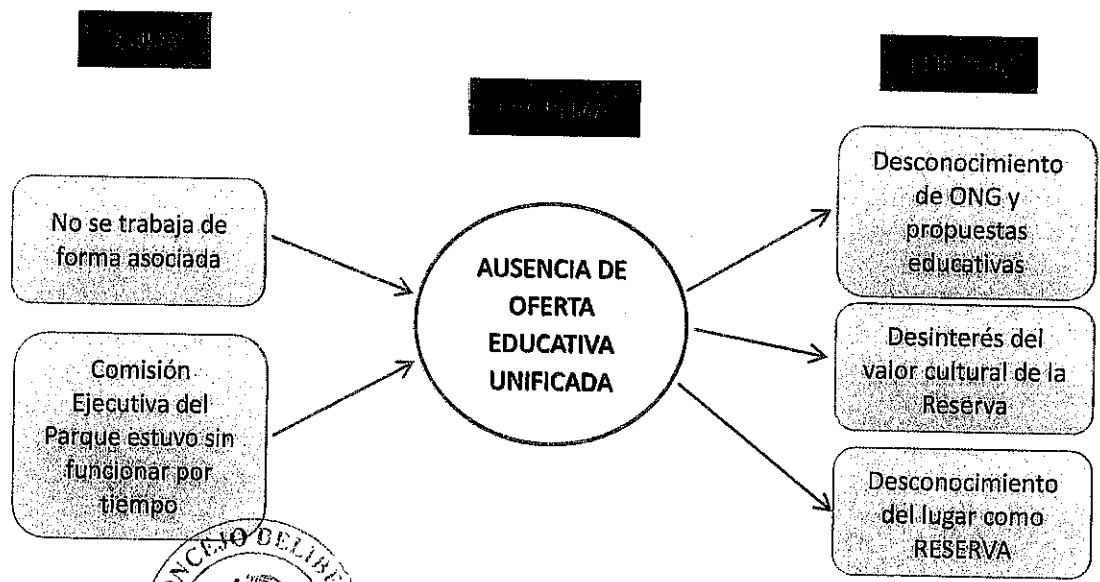 No se trabaja de
forma asociada
Comisión
Ejecutiva del
Parque estuvo sin
funcionar por
tiempo
AUSENCIA DE
OFERTA
EDUCATIVA
UNIFICADA
Desconocimiento
de ONG y
propuestas
educativas
Desinterés del
valor cultural de la
Reserva
Desconocimiento
del lugar como
RESERVA